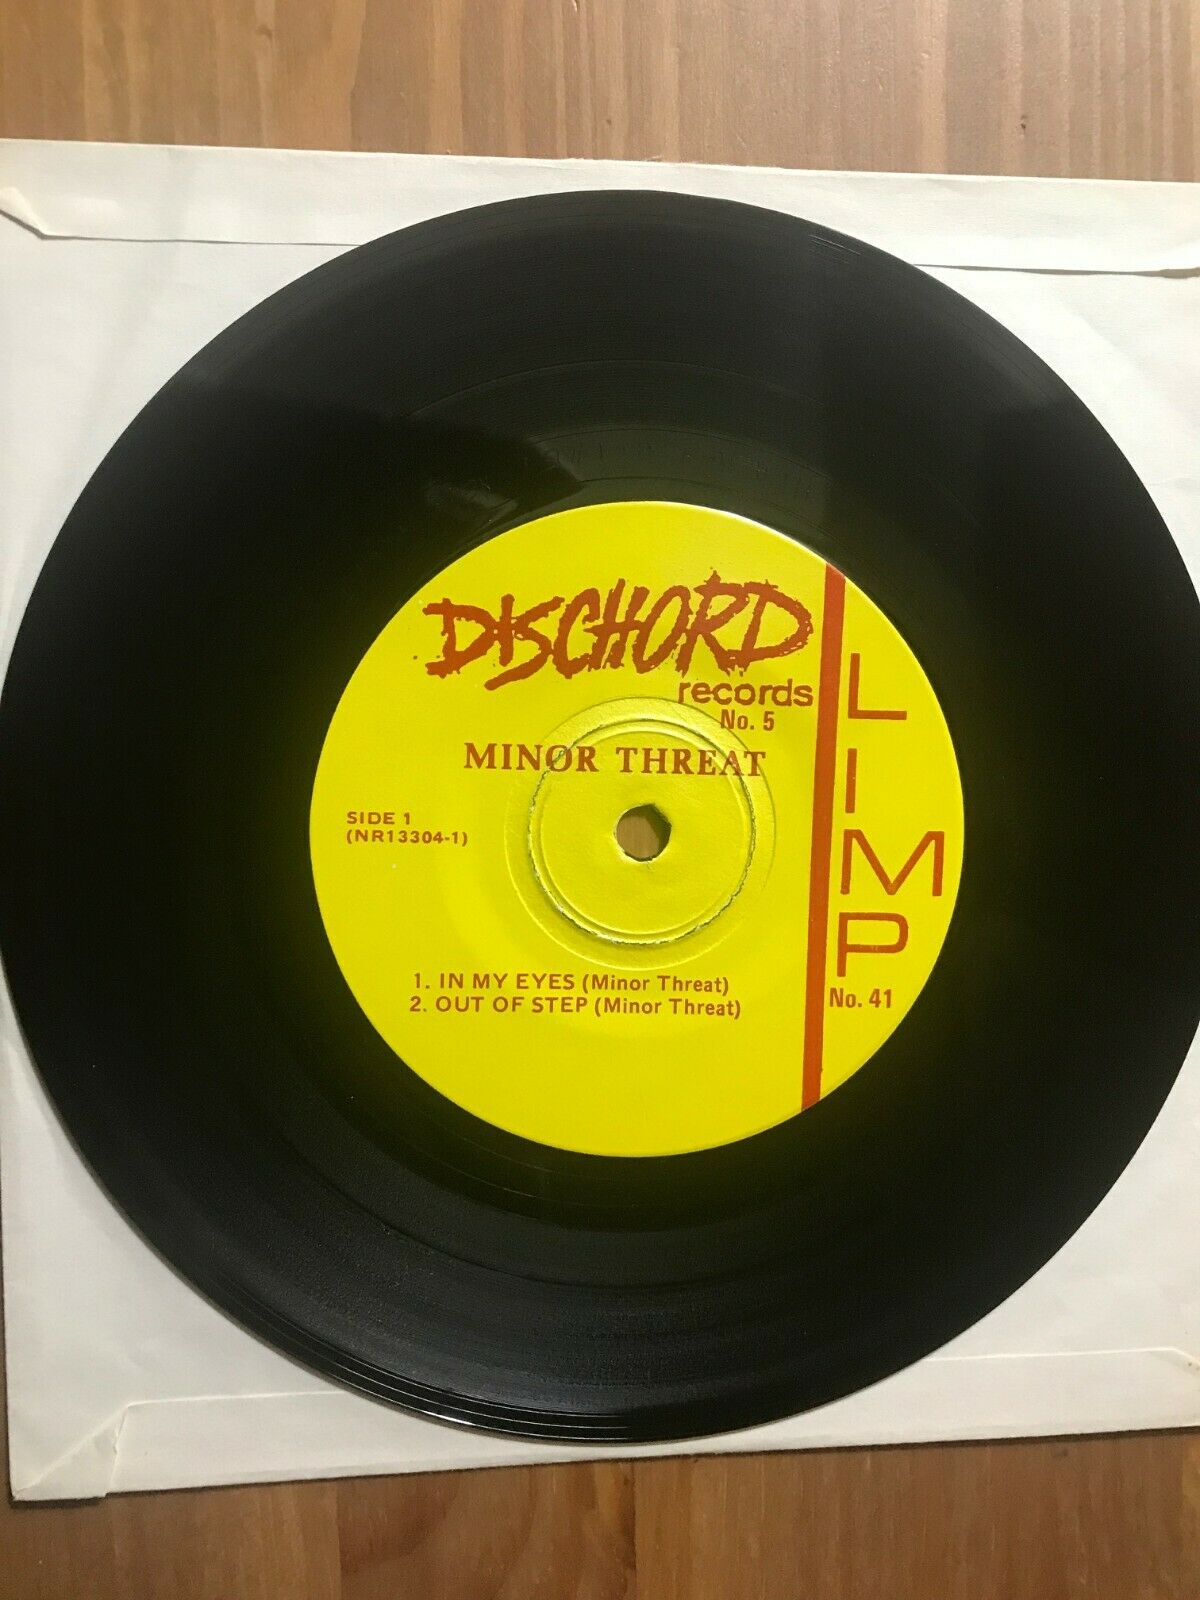 DISCHORD
records
No. 5
MINOR THREAT
SIDE 1
(NR13304-1)
1. IN MY EYES (Minor Threat)
2. OUT OF STEP (Minor Threat)
LIMP
No. 41